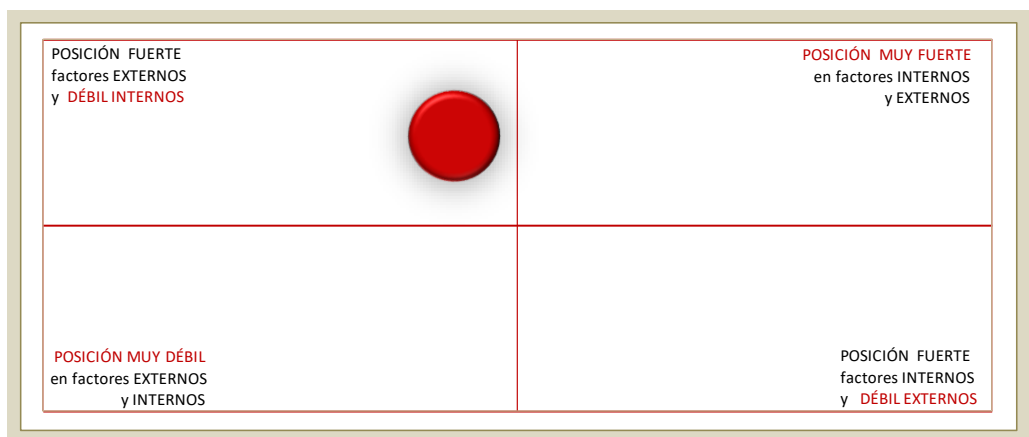 POSICIÓN FUERTE
factores EXTERNOS
y DÉBIL INTERNOS
POSICIÓN MUY FUERTE
en factores INTERNOS
y EXTERNOS
POSICIÓN MUY DÉBIL
en factores EXTERNOS
y INTERNOS
POSICIÓN FUERTE
factores INTERNOS
y DÉBIL EXTERNOS